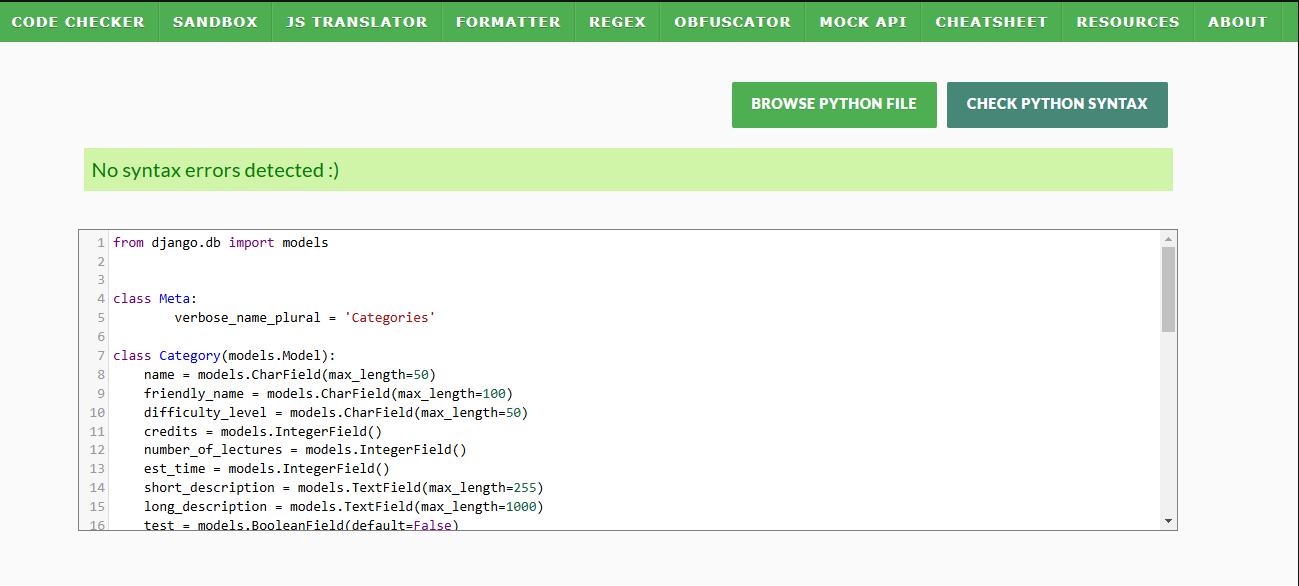 CODE CHECKER SANDBOX JS TRANSLATOR FORMATTER REGEX OBFUSCATOR MOCK API CHEATSHEET RESOURCES ABOUT
BROWSE PYTHON FILE CHECK PYTHON SYNTAX
No syntax errors detected :)
1 from django.db import models
2
3
4 class Meta:
5         verbose_name_plural = 'Categories'
6
7 class Category(models.Model):
8     name = models.CharField(max_length=50)
9     friendly_name = models.CharField(max_length=100)
10     difficulty_level = models.CharField(max_length=50)
11     credits = models.IntegerField()
12     number_of_lectures = models.IntegerField()
13     est_time = models.IntegerField()
14     short_description = models.TextField(max_length=255)
15     long_description = models.TextField(max_length=1000)
16     test = models.BooleanField(default=False)